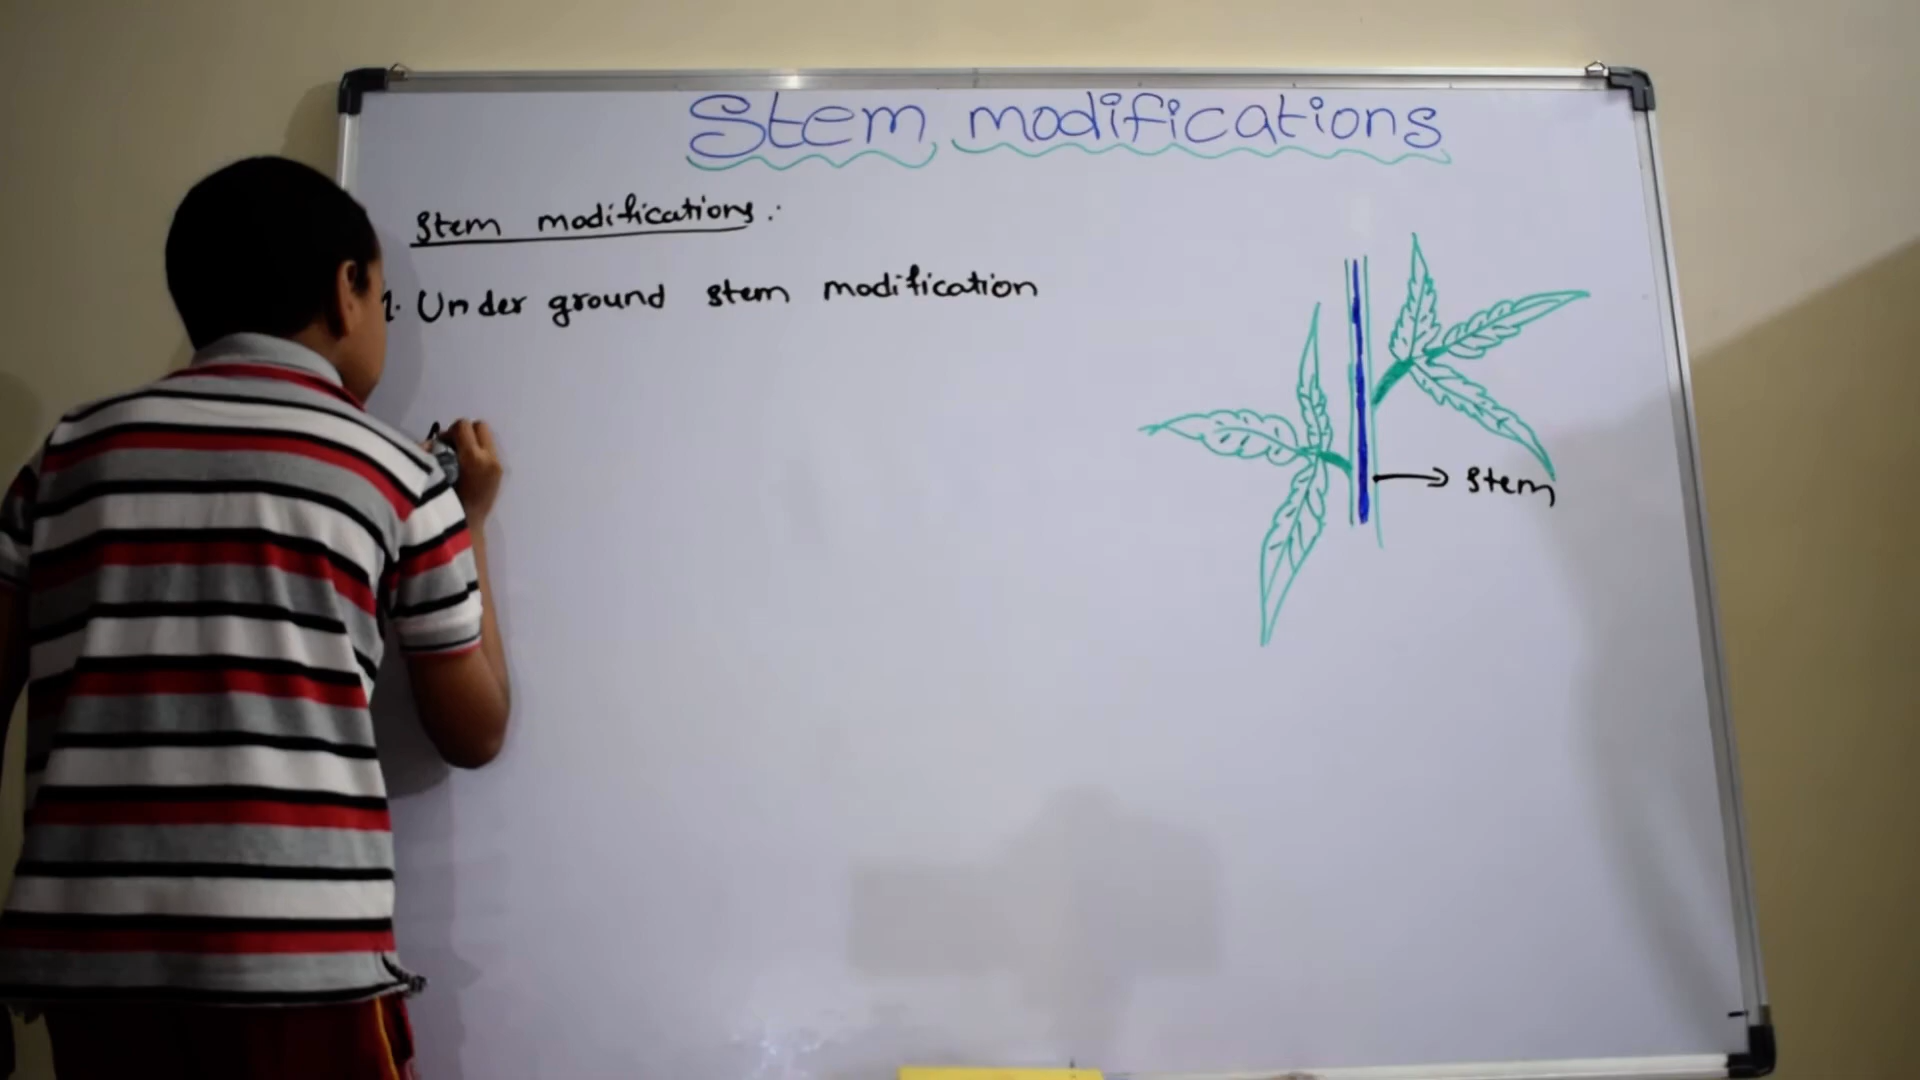 Stem modifications
Stem modifications :
1. Under ground stem modification
Stem